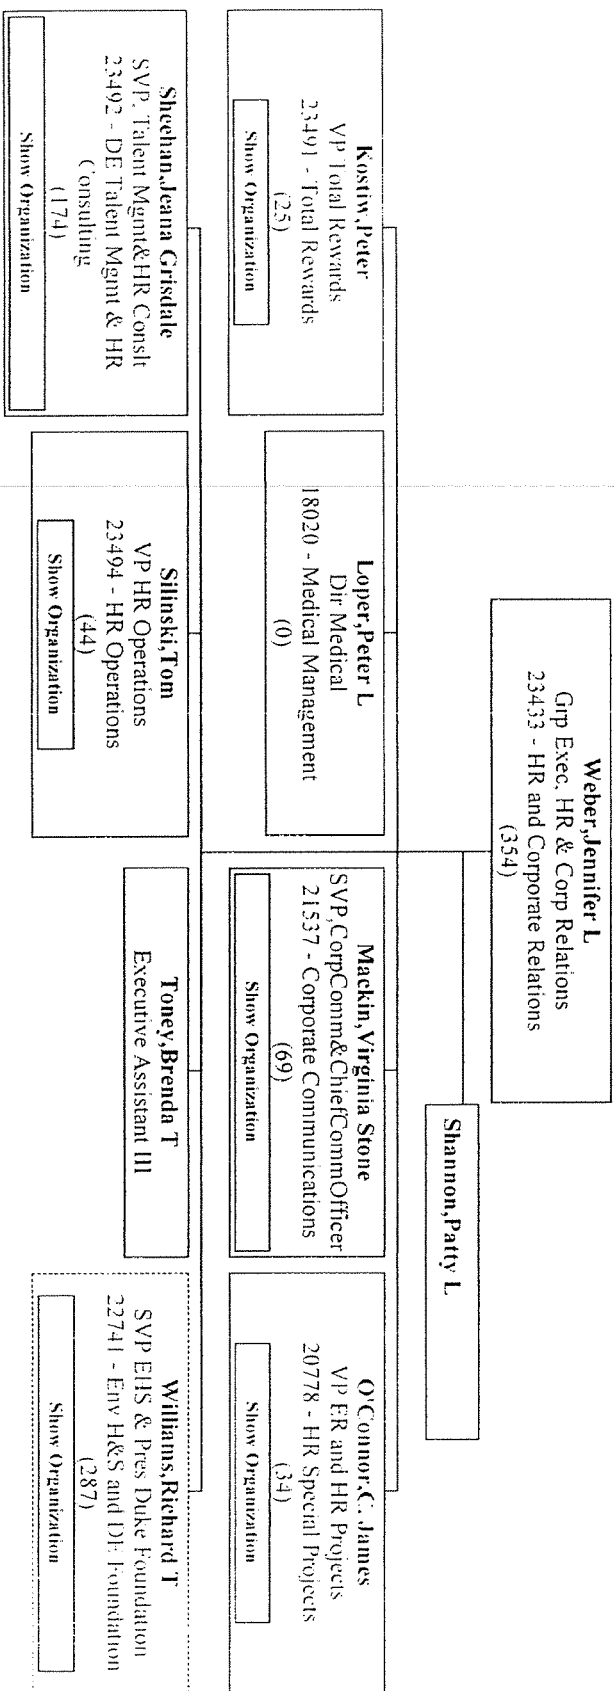 Weber,Jennifer L
Grp Exec, HR & Corp Relations
23433 - HR and Corporate Relations
(354)
Shannon,Patty L
Kostiw,Peter
VP Total Rewards
23491 - Total Rewards
(25)
Show Organization
Loper,Peter L
Dir Medical
18020 - Medical Management
(0)
Mackin,Virginia Stone
SVP,CorpComm&ChiefCommOfficer
21537 - Corporate Communications
(69)
Show Organization
O'Connor,C. James
VP ER and HR Projects
20778 - HR Special Projects
(34)
Show Organization
Sheehan,Jeana Grisdale
SVP, Talent Mgmt&HR Conslt
23492 - DE Talent Mgmt & HR
Consulting
(174)
Show Organization
Silinski,Tom
VP HR Operations
23494 - HR Operations
(44)
Show Organization
Toney,Brenda T
Executive Assistant III
Williams,Richard T
SVP EHS & Pres Duke Foundation
22741 - Env H&S and DE Foundation
(287)
Show Organization